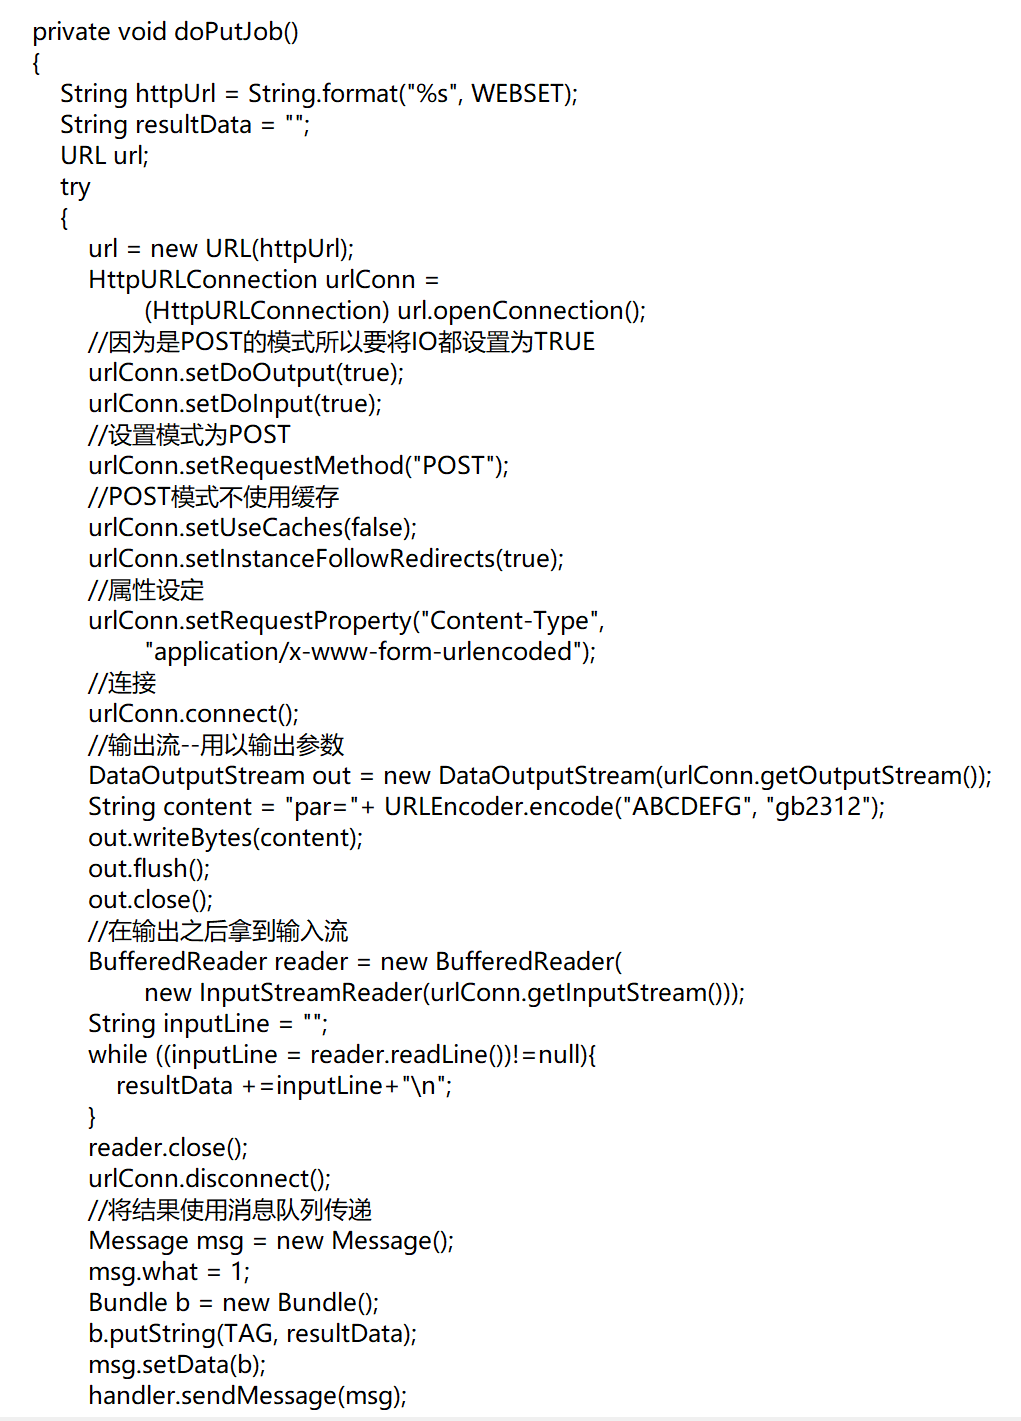 private void doPutJob()
{
String httpUrl = String.format("%s", WEBSET);
String resultData = "";
URL url;
try
{
url = new URL(httpUrl);
HttpURLConnection urlConn =
(HttpURLConnection) url.openConnection();
//因为是POST的模式所以要将IO都设置为TRUE
urlConn.setDoOutput(true);
urlConn.setDoInput(true);
//设置模式为POST
urlConn.setRequestMethod("POST");
//POST模式不使用缓存
urlConn.setUseCaches(false);
urlConn.setInstanceFollowRedirects(true);
//属性设定
urlConn.setRequestProperty("Content-Type",
"application/x-www-form-urlencoded");
//连接
urlConn.connect();
//输出流--用以输出参数
DataOutputStream out = new DataOutputStream(urlConn.getOutputStream());
String content = "par="+ URLEncoder.encode("ABCDEFG", "gb2312");
out.writeBytes(content);
out.flush();
out.close();
//在输出之后拿到输入流
BufferedReader reader = new BufferedReader(
new InputStreamReader(urlConn.getInputStream()));
String inputLine = "";
while ((inputLine = reader.readLine())!=null){
resultData +=inputLine+"\n";
}
reader.close();
urlConn.disconnect();
//将结果使用消息队列传递
Message msg = new Message();
msg.what = 1;
Bundle b = new Bundle();
b.putString(TAG, resultData);
msg.setData(b);
handler.sendMessage(msg);